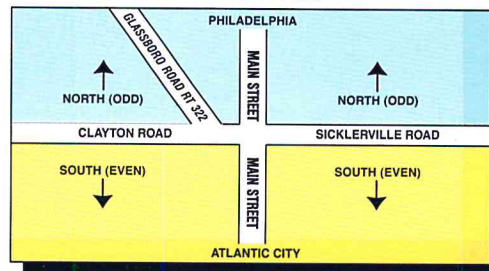 PHILADELPHIA
GLASSBORO ROAD RT 322
MAIN STREET
NORTH (ODD)
NORTH (ODD)
CLAYTON ROAD
SICKLERVILLE ROAD
SOUTH (EVEN)
MAIN STREET
SOUTH (EVEN)
ATLANTIC CITY